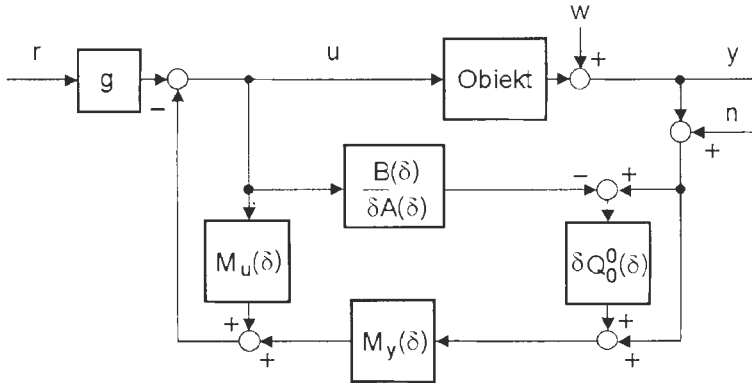 w
r
u
y
+
g
Obiekt
n
−
+
B(δ)
δA(δ)
−
+
M_u(δ)
δQ_0^0(δ)
+
+
+
M_y(δ)
+